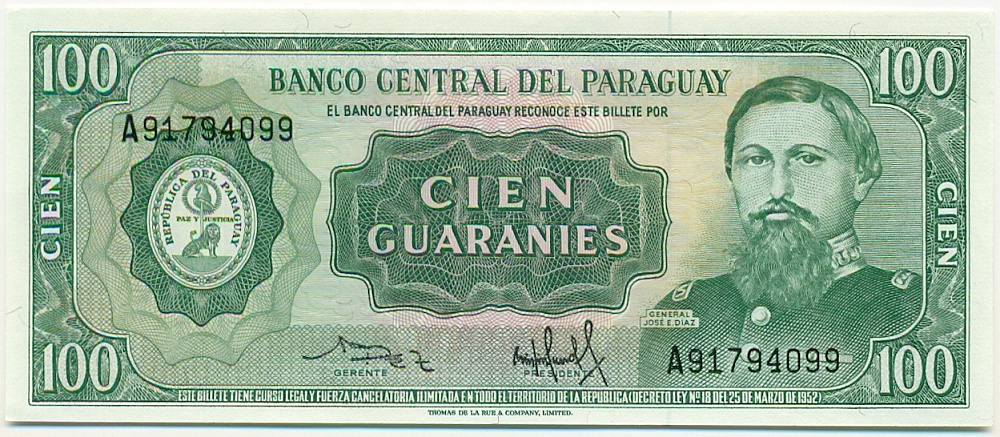 100
100
BANCO CENTRAL DEL PARAGUAY
EL BANCO CENTRAL DEL PARAGUAY RECONOCE ESTE BILLETE POR
A91794099
REPÚBLICA DEL PARAGUAY
PAZ Y JUSTICIA
CIEN
CIEN
GUARANIES
CIEN
GENERAL
JOSE E. DIAZ
GERENTE
PRESIDENTE
A91794099
100
100
ESTE BILLETE TIENE CURSO LEGAL Y FUERZA CANCELATORIA ILIMITADA EN TODO EL TERRITORIO DE LA REPUBLICA (DECRETO LEY Nº 18 DEL 25 DE MARZO DE 1952)
THOMAS DE LA RUE & COMPANY, LIMITED.